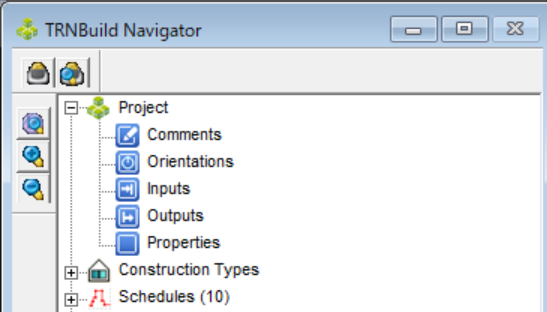 TRNBuild Navigator
Project
Comments
Orientations
Inputs
Outputs
Properties
Construction Types
Schedules (10)